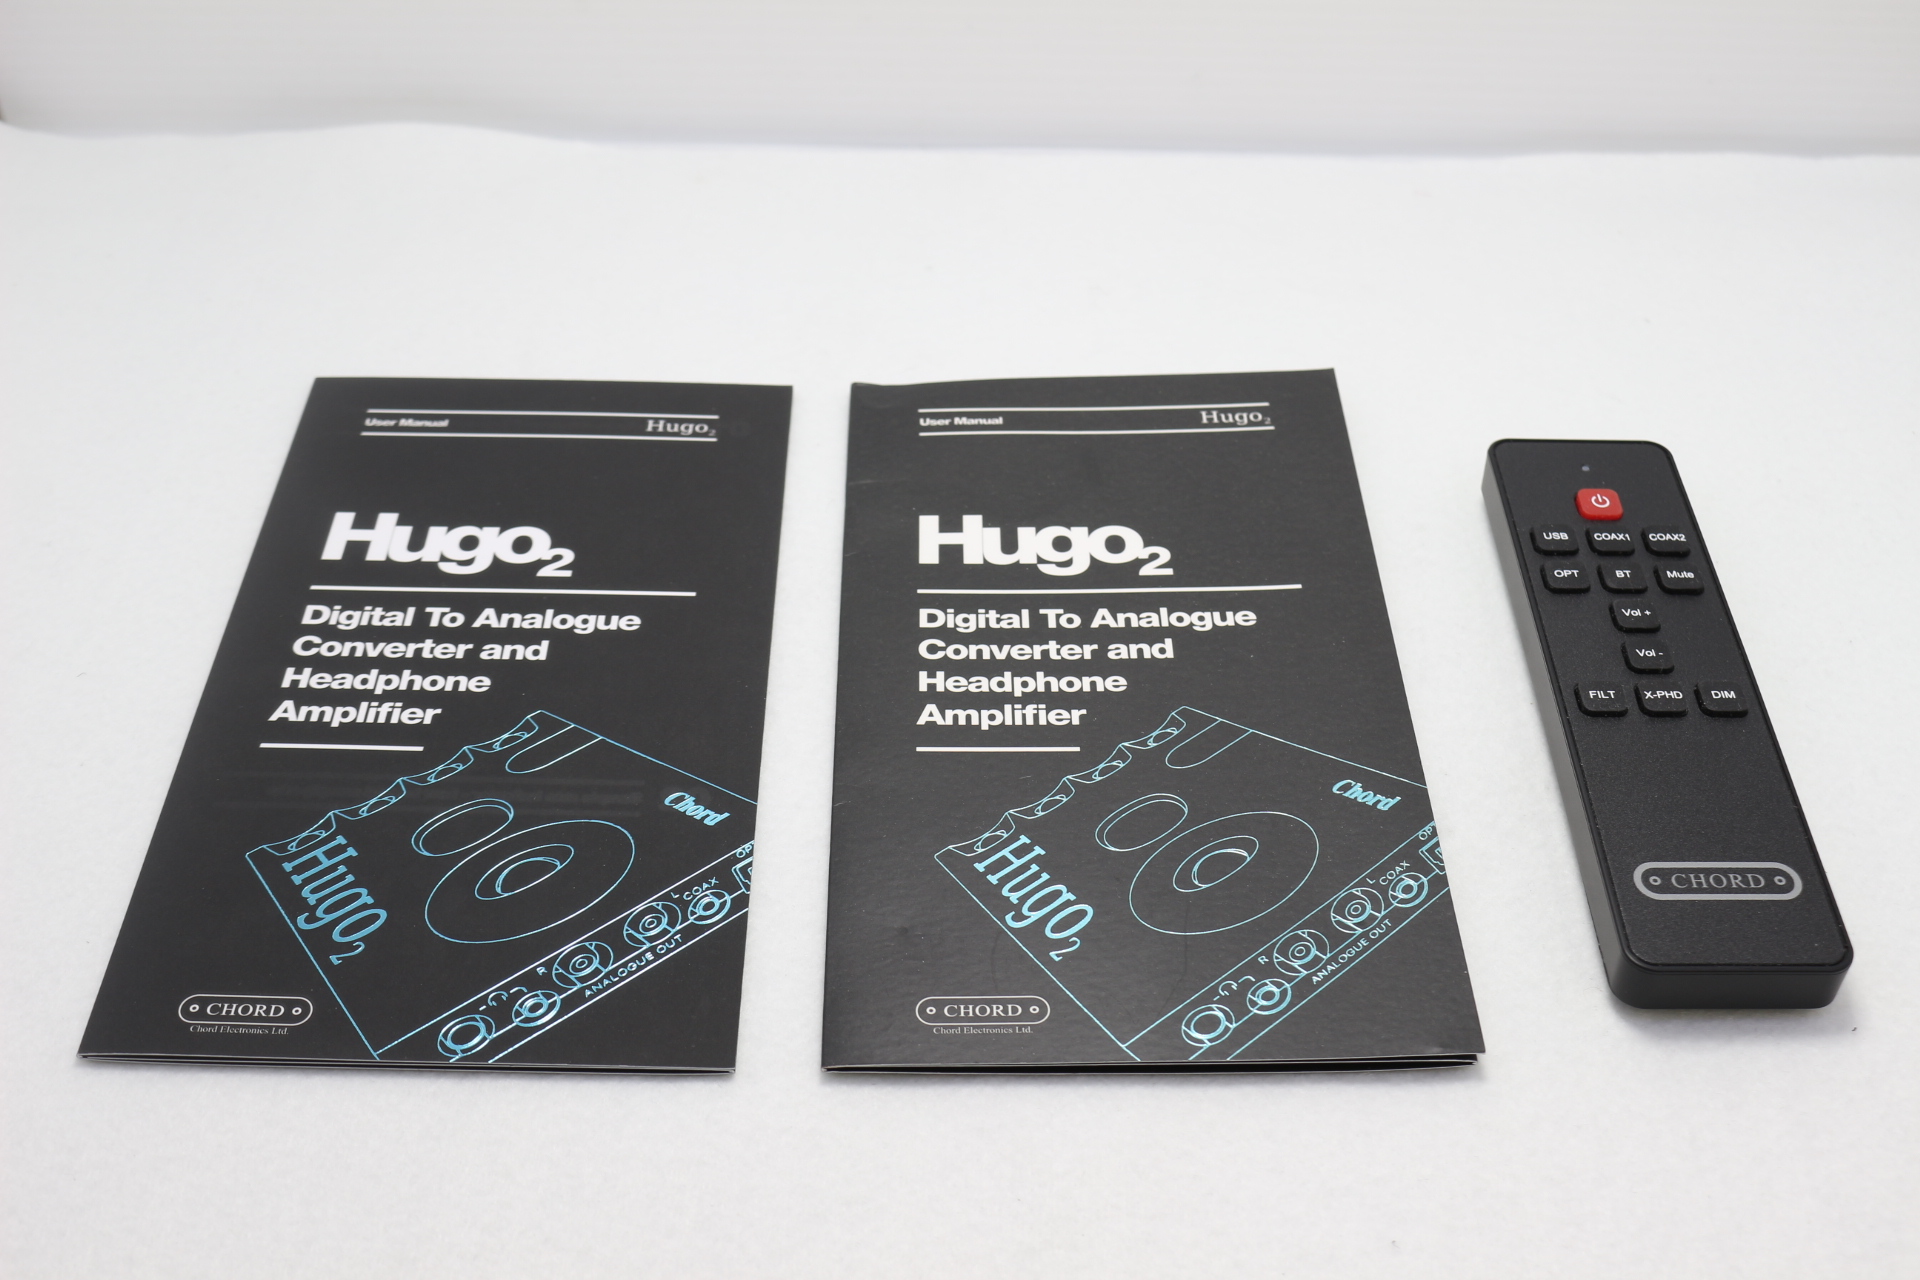 User Manual Hugo2
Hugo2
Digital To Analogue
Converter and
Headphone
Amplifier
Chord
Hugo2
OPT
COAX
L
R
ANALOGUE OUT
CHORD
Chord Electronics Ltd.
User Manual Hugo2
Hugo2
Digital To Analogue
Converter and
Headphone
Amplifier
Chord
Hugo2
OP
COAX
L
R
ANALOGUE OUT
CHORD
Chord Electronics Ltd.
USB COAX1 COAX2
OPT BT Mute
Vol +
Vol -
FILT X-PHD DIM
CHORD